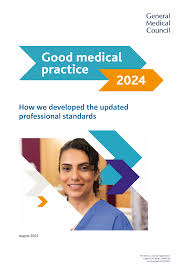 General
Medical
Council
Good medical
practice
2024
How we developed the updated
professional standards
August 2023